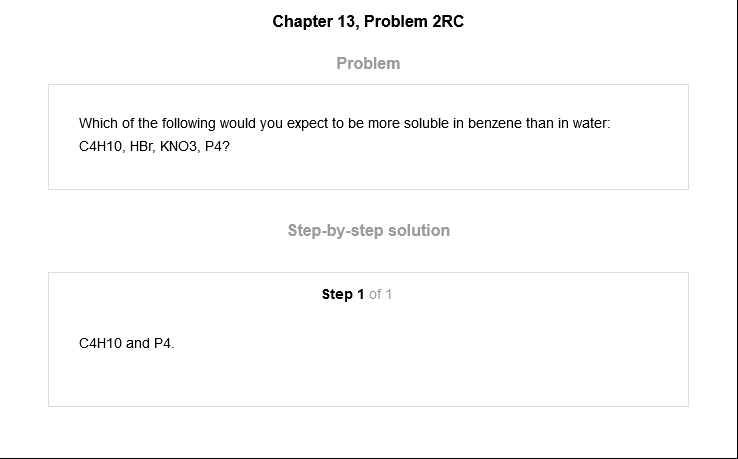 Chapter 13, Problem 2RC
Problem
Which of the following would you expect to be more soluble in benzene than in water:
C4H10, HBr, KNO3, P4?
Step-by-step solution
Step 1 of 1
C4H10 and P4.